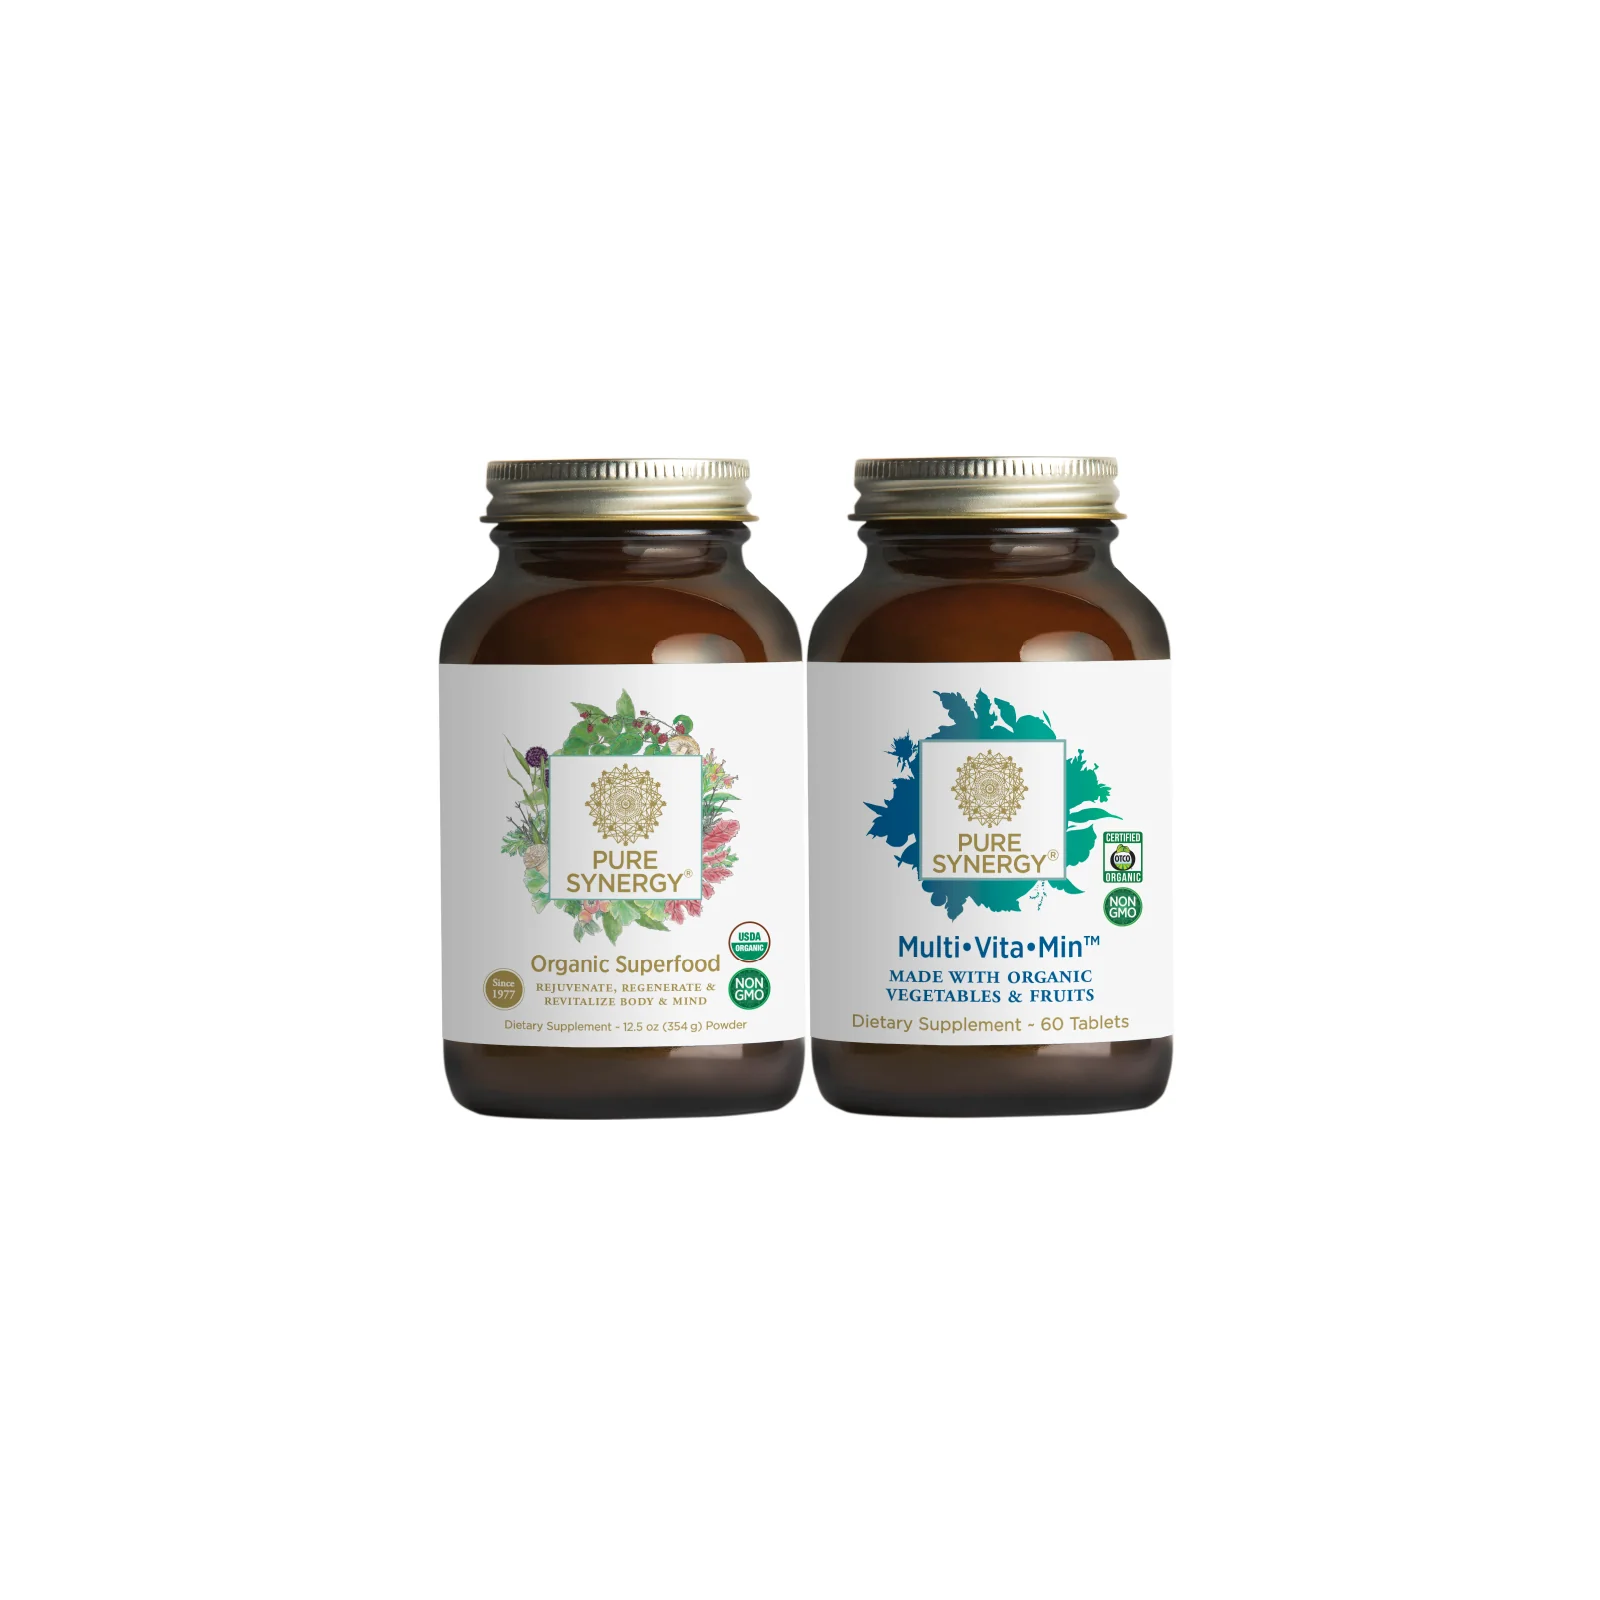 PURE
SYNERGY®
USDA
ORGANIC
Organic Superfood
Since
1977
REJUVENATE, REGENERATE &
REVITALIZE BODY & MIND
NON
GMO
Dietary Supplement - 12.5 oz (354 g) Powder
PURE
SYNERGY®
CERTIFIED
OTCO
ORGANIC
NON
GMO
Multi•Vita•Min™
MADE WITH ORGANIC
VEGETABLES & FRUITS
Dietary Supplement - 60 Tablets